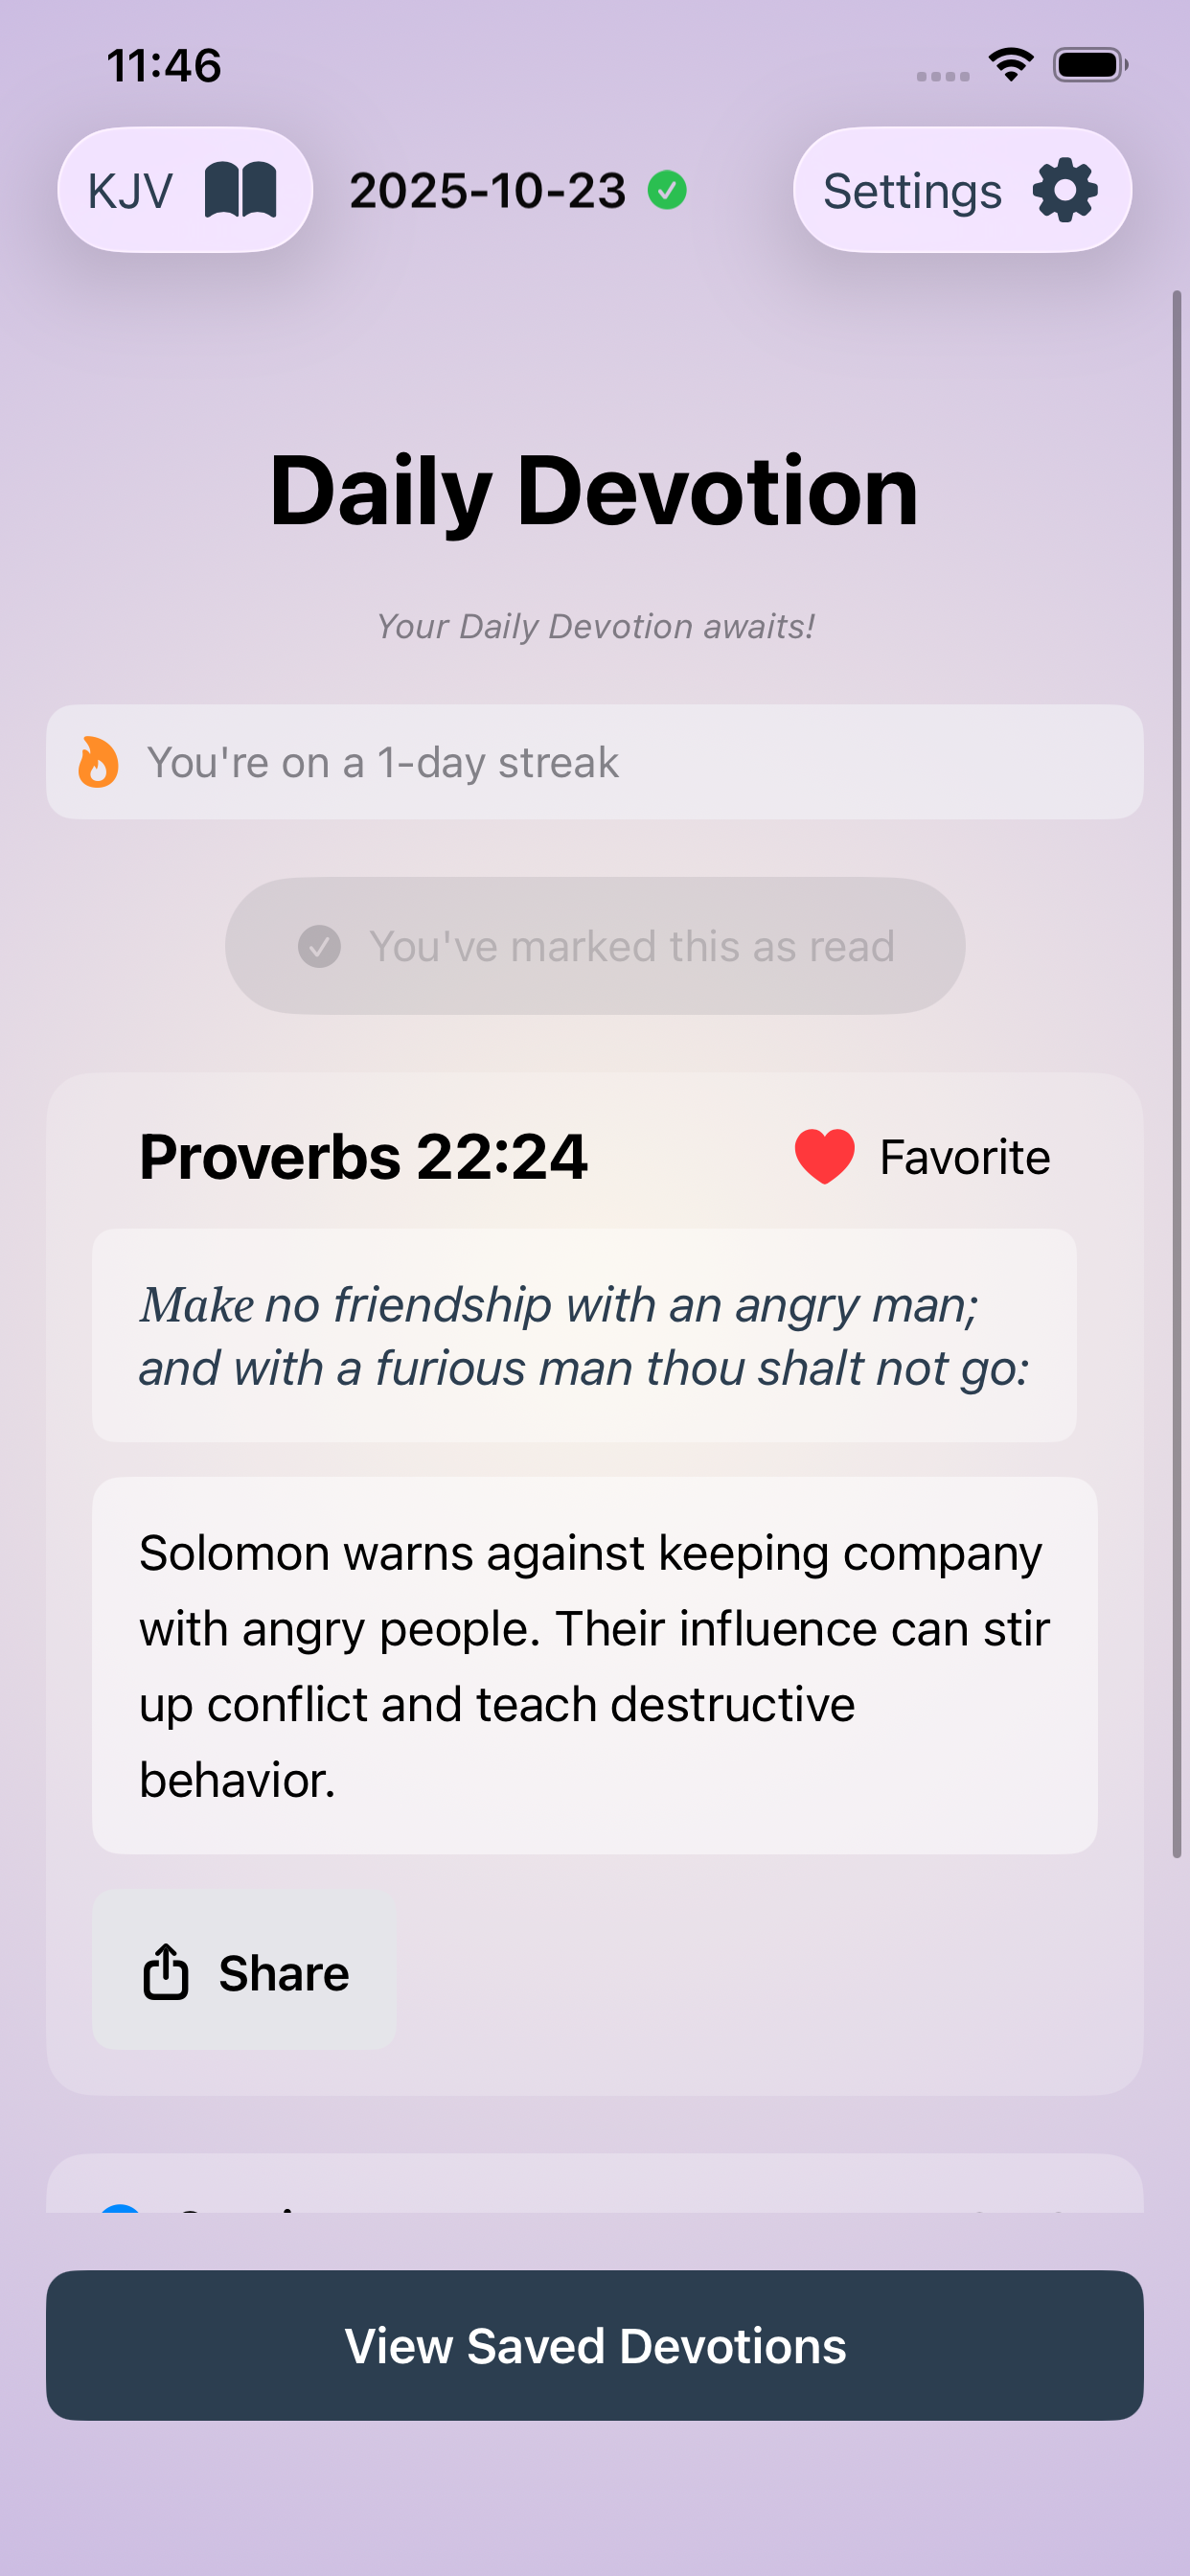 11:46
KJV
2025-10-23
Settings
Daily Devotion
Your Daily Devotion awaits!
You're on a 1-day streak
You've marked this as read
Proverbs 22:24
Favorite
Make no friendship with an angry man;
and with a furious man thou shalt not go:
Solomon warns against keeping company
with angry people. Their influence can stir
up conflict and teach destructive
behavior.
Share
View Saved Devotions